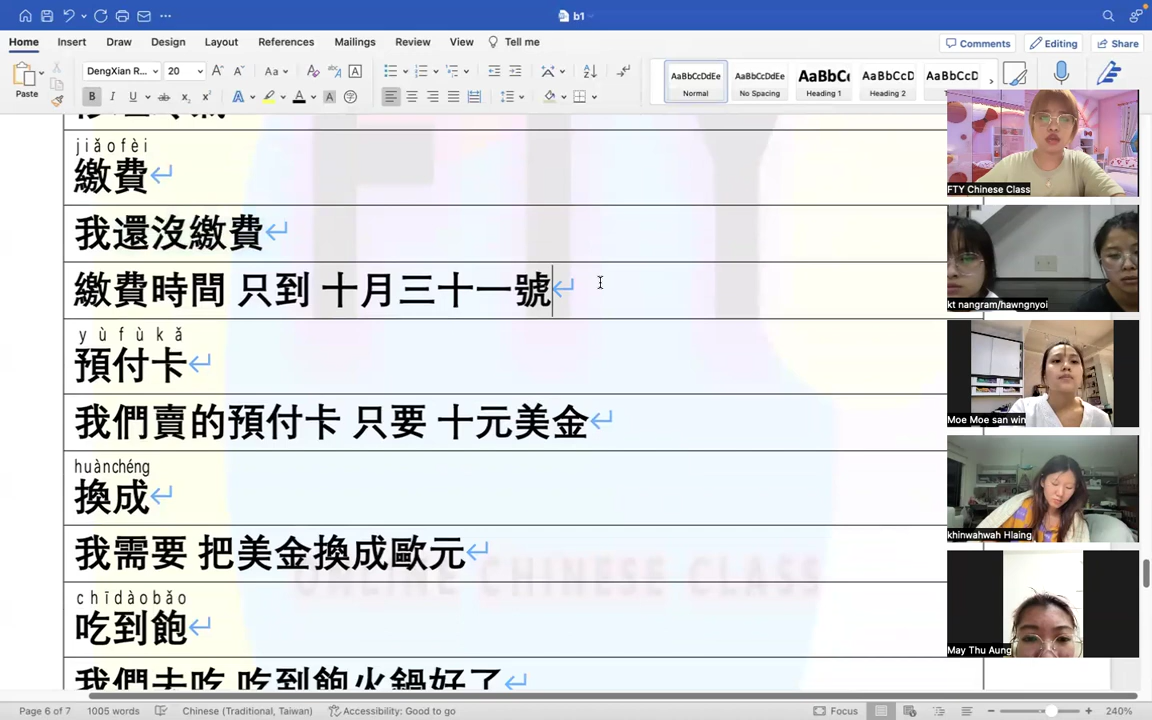 b1
Home Insert Draw Design Layout References Mailings Review View Tell me
Comments Editing Share
Paste
DengXian R... 20
AaBbCcDdEe AaBbCcDdEe AaBbCc AaBbCcD AaBbCcD
Normal No Spacing Heading 1 Heading 2
jiǎofèi
繳費
我還沒繳費
繳費時間 只到 十月三十一號
yùfùkǎ
預付卡
我們賣的預付卡 只要 十元美金
huànchéng
換成
我需要 把美金換成歐元
chīdàobǎo
吃到飽
我們去吃 吃到飽火鍋好了
ONLINE CHINESE CLASS
FTY Chinese Class
kt nangram/hawngnyoi
Moe Moe san win
khinwahwah Hlaing
May Thu Aung
Page 6 of 7 1005 words Chinese (Traditional, Taiwan) Accessibility: Good to go Focus 240%